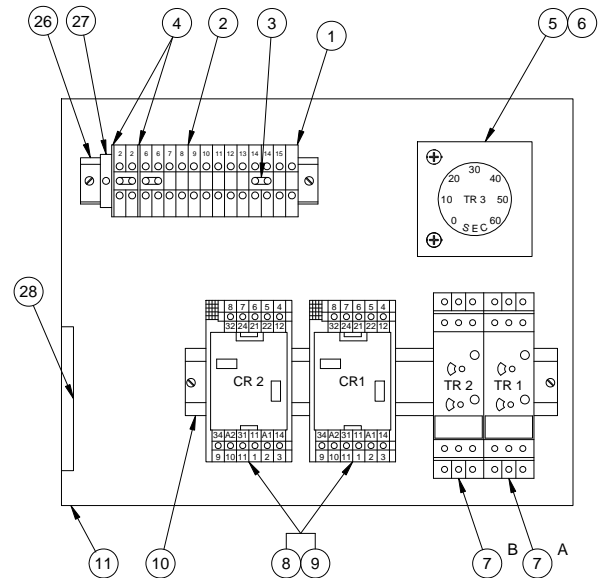 26 27 4 2 3 1 5 6
2 2 6 6 7 8 9 10 11 12 13 14 14 15
30
20 40
10 TR 3 50
0 60
SEC
28
8 7 6 5 4
32 24 21 22 12
CR 2
34 A2 31 11 A1 14
9 10 11 1 2 3
8 7 6 5 4
32 24 21 22 12
CR1
34 A2 31 11 A1 14
9 10 11 1 2 3
TR 2 TR 1
11 10 8 9 7 B 7 A